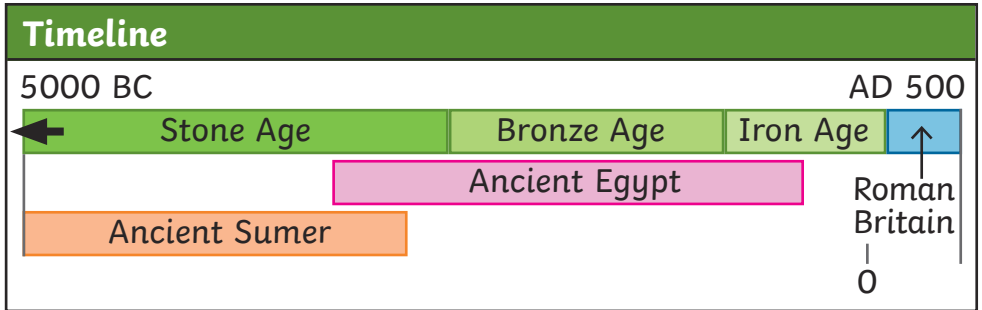 Timeline
5000 BC AD 500
Stone Age Bronze Age Iron Age
Ancient Egypt
Roman
Britain
Ancient Sumer
0